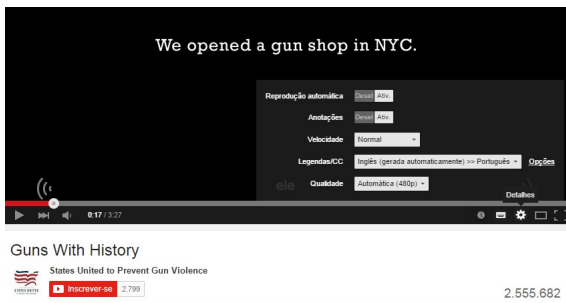 We opened a gun shop in NYC.
Reprodução automática Desat Ativ.
Anotações Desat Ativ.
Velocidade Normal
Legendas/CC Inglês (gerada automaticamente) >> Português Opções
ele Qualidade Automática (480p)
Detalhes
0:17 / 3:27
Guns With History
States United to Prevent Gun Violence
Inscrever-se 2.799
2.555.682